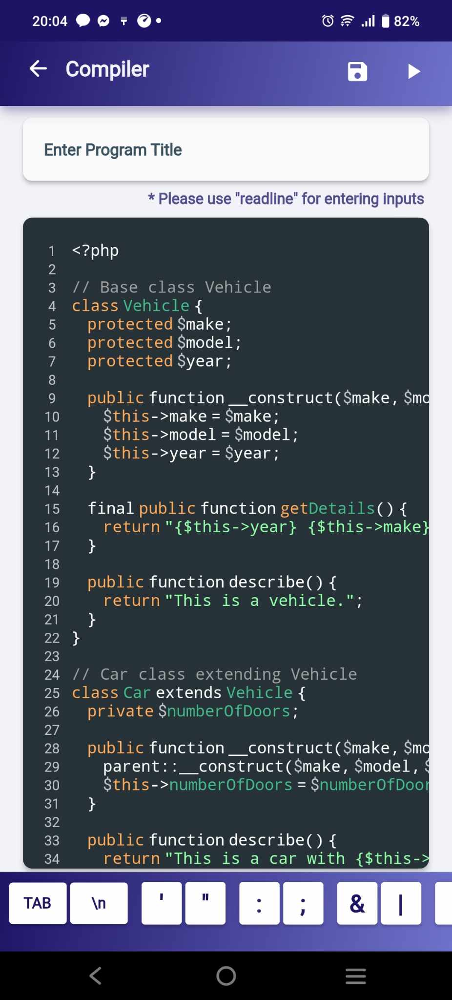 20:04 82%
Compiler
Enter Program Title
* Please use "readline" for entering inputs
1 <?php
2
3 // Base class Vehicle
4 class Vehicle {
5 protected $make;
6 protected $model;
7 protected $year;
8
9 public function __construct($make, $mo
10 $this->make = $make;
11 $this->model = $model;
12 $this->year = $year;
13 }
14
15 final public function getDetails() {
16 return "{$this->year} {$this->make}
17 }
18
19 public function describe() {
20 return "This is a vehicle.";
21 }
22 }
23
24 // Car class extending Vehicle
25 class Car extends Vehicle {
26 private $numberOfDoors;
27
28 public function __construct($make, $mo
29 parent::__construct($make, $model, $
30 $this->numberOfDoors = $numberOfDoor
31 }
32
33 public function describe() {
34 return "This is a car with {$this->
TAB \n ' " : ; & |